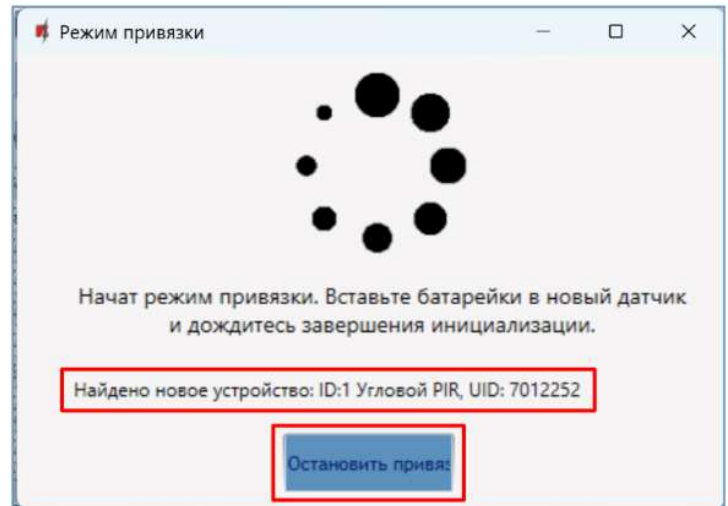 Режим привязки
Начат режим привязки. Вставьте батарейки в новый датчик
и дождитесь завершения инициализации.
Найдено новое устройство: ID:1 Угловой PIR, UID: 7012252
Остановить